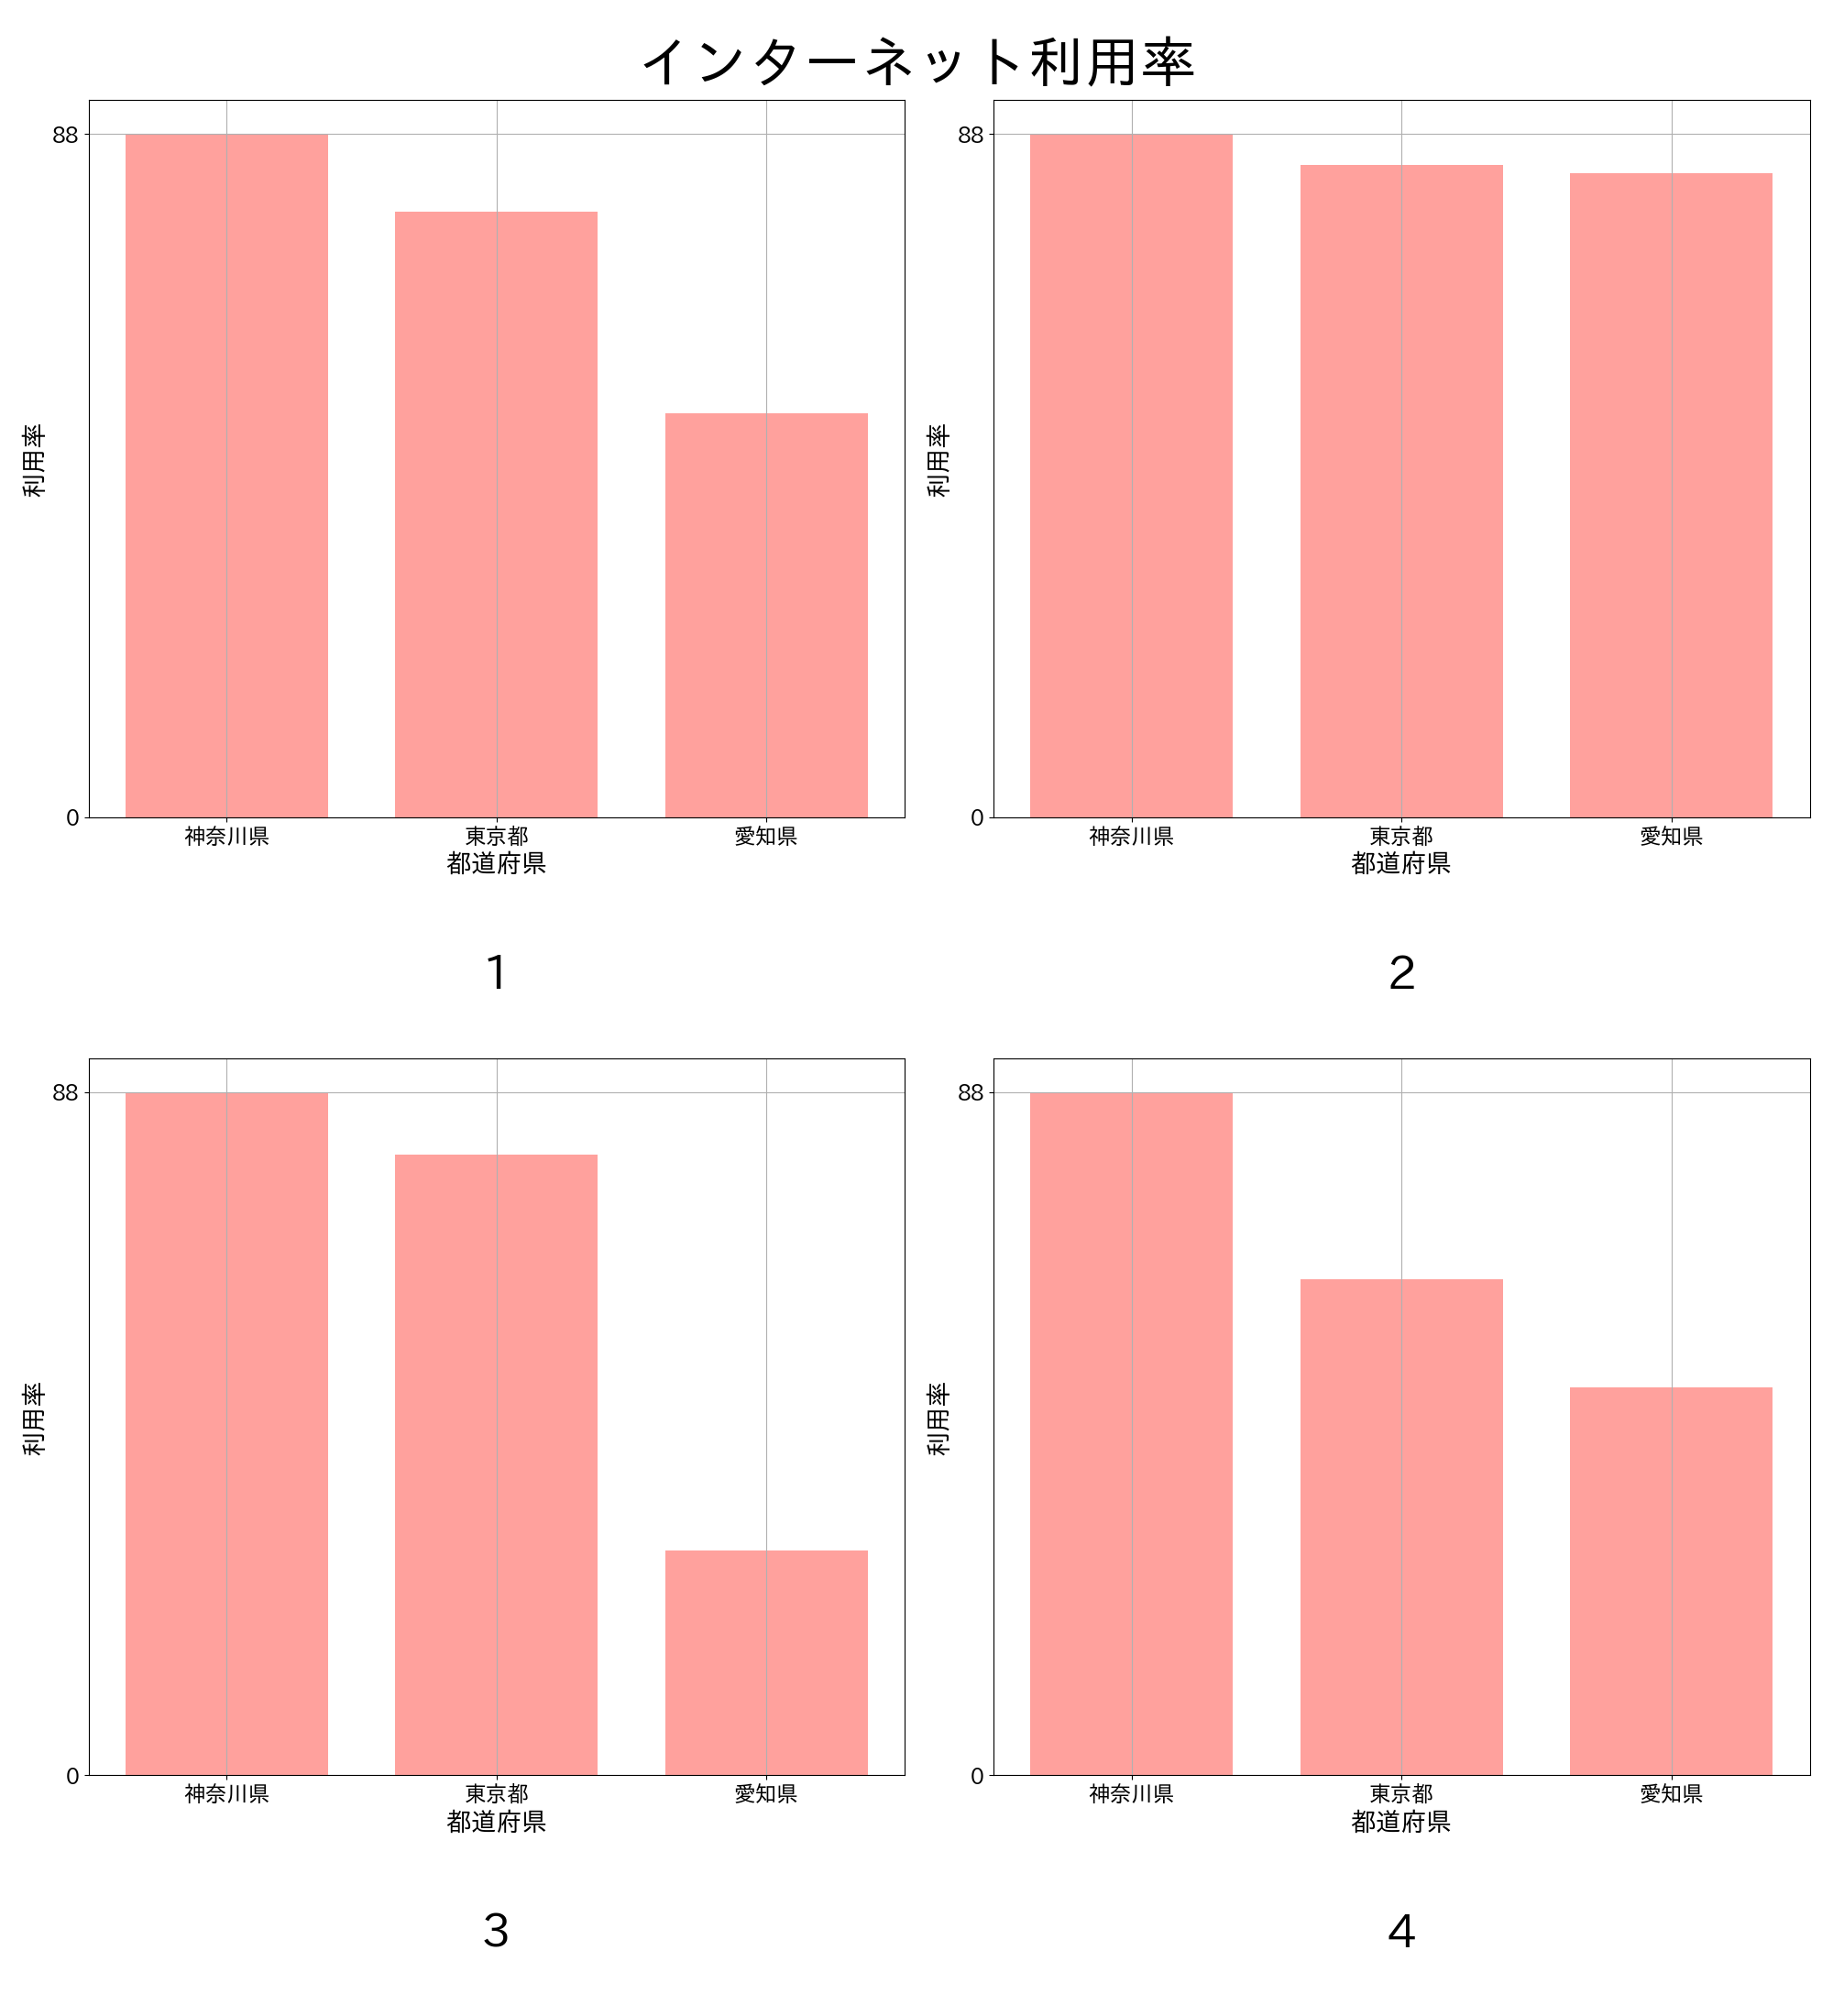 インターネット利用率
88
0
利用率
神奈川県 東京都 愛知県
都道府県
1
88
0
利用率
神奈川県 東京都 愛知県
都道府県
2
88
0
利用率
神奈川県 東京都 愛知県
都道府県
3
88
0
利用率
神奈川県 東京都 愛知県
都道府県
4